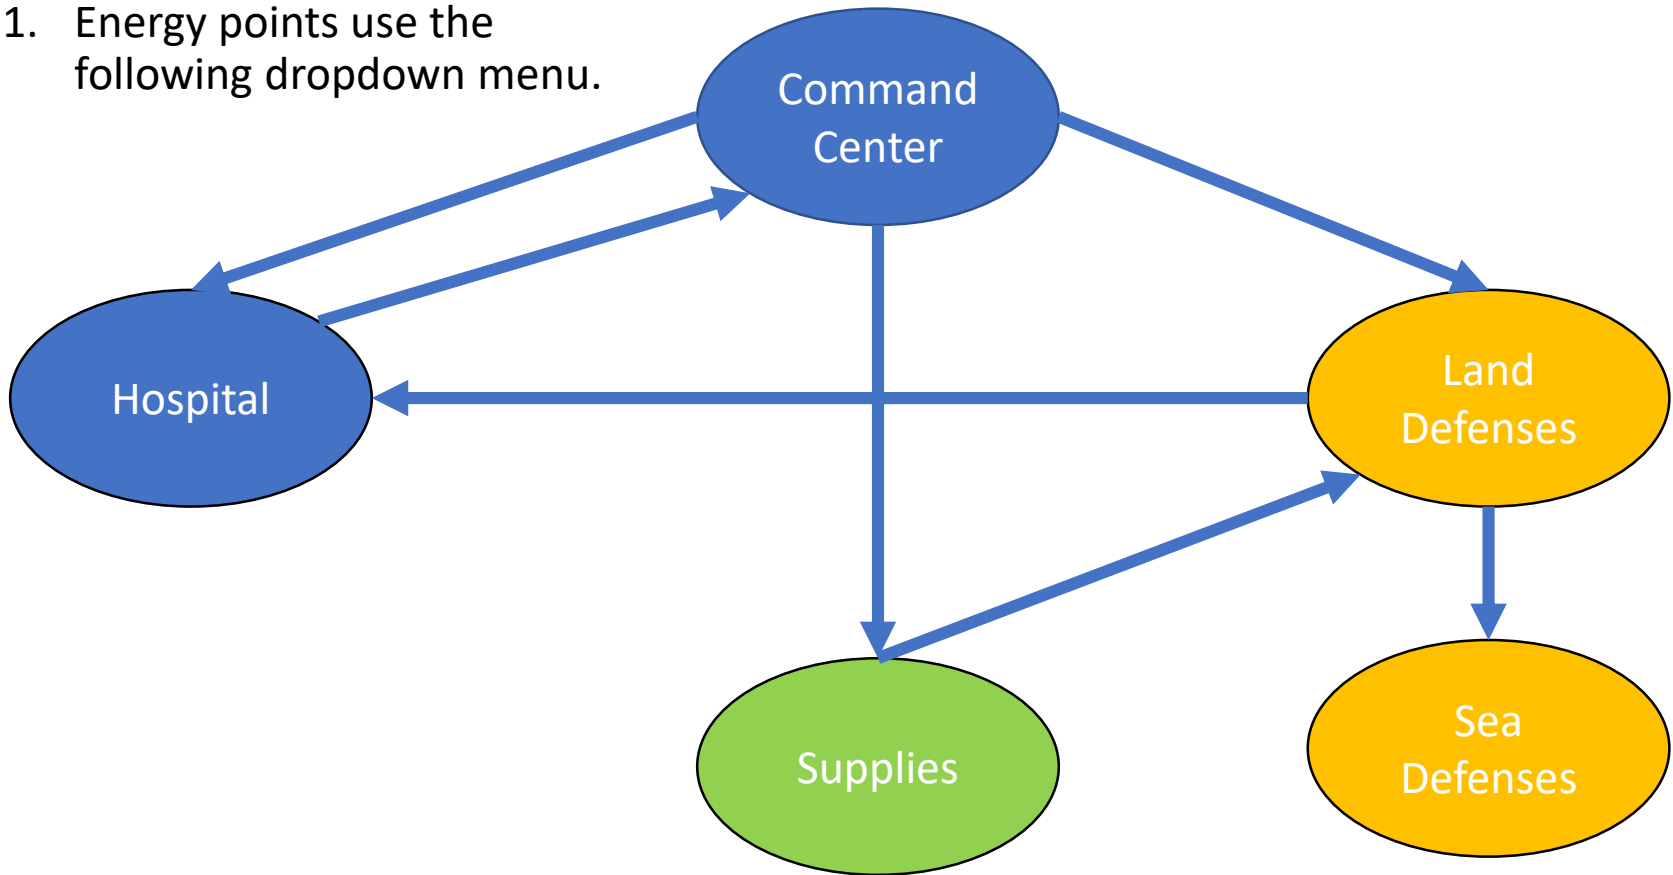 1. Energy points use the
following dropdown menu.
Command
Center
Hospital
Land
Defenses
Supplies
Sea
Defenses